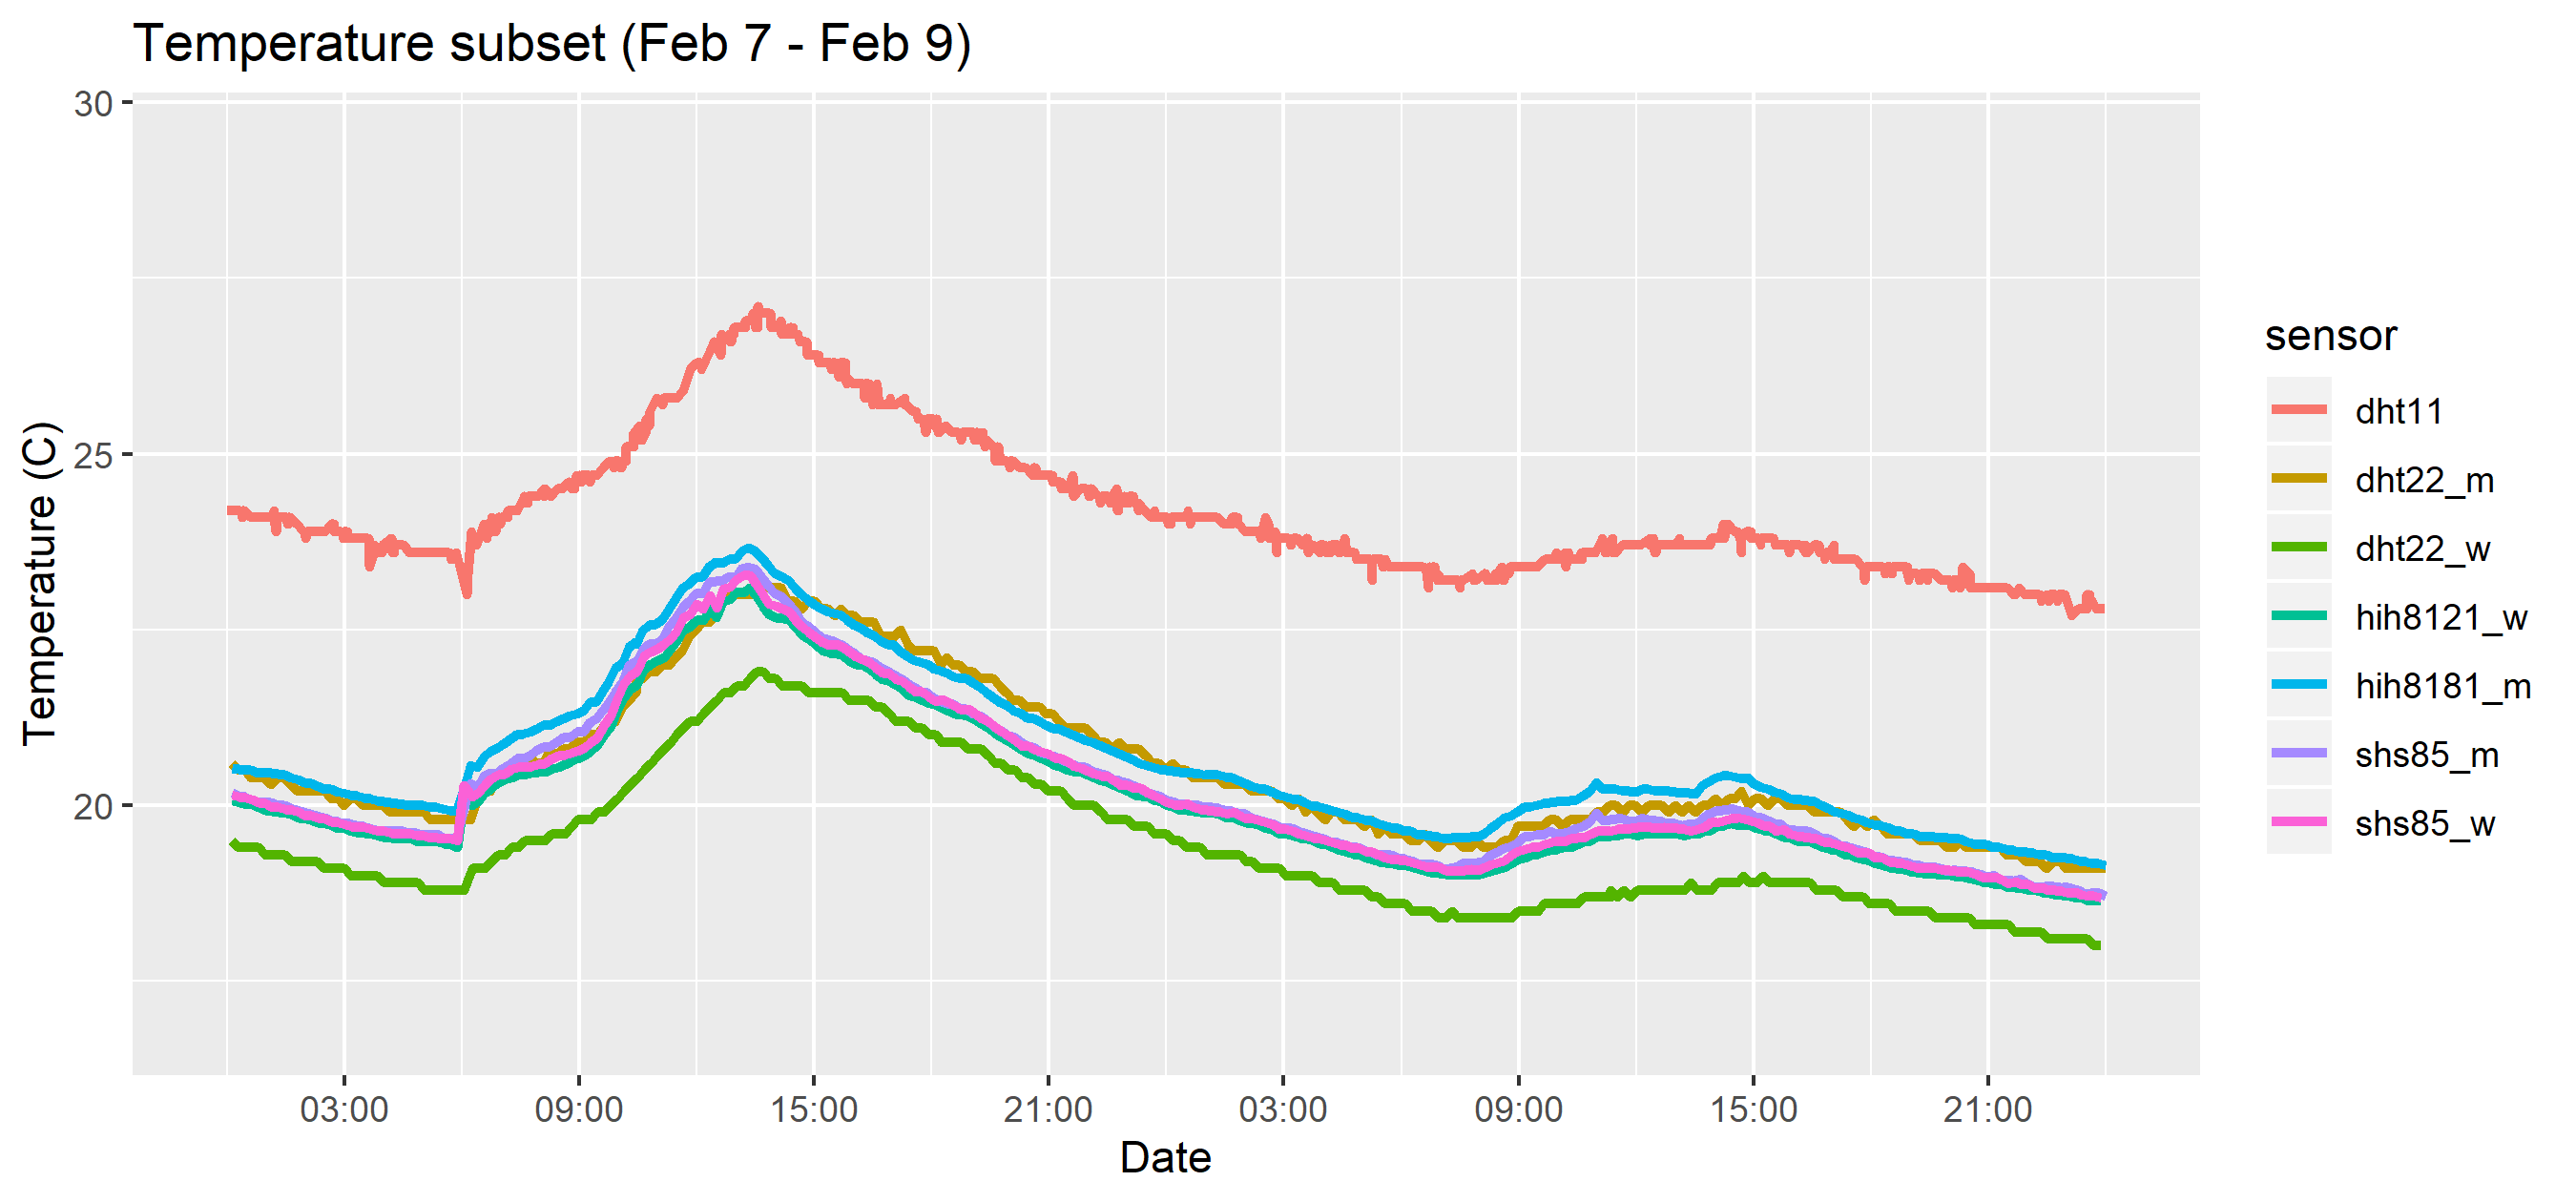 Temperature subset (Feb 7 - Feb 9)
30
25
20
Temperature (C)
03:00 09:00 15:00 21:00 03:00 09:00 15:00 21:00
Date
sensor
dht11
dht22_m
dht22_w
hih8121_w
hih8181_m
shs85_m
shs85_w